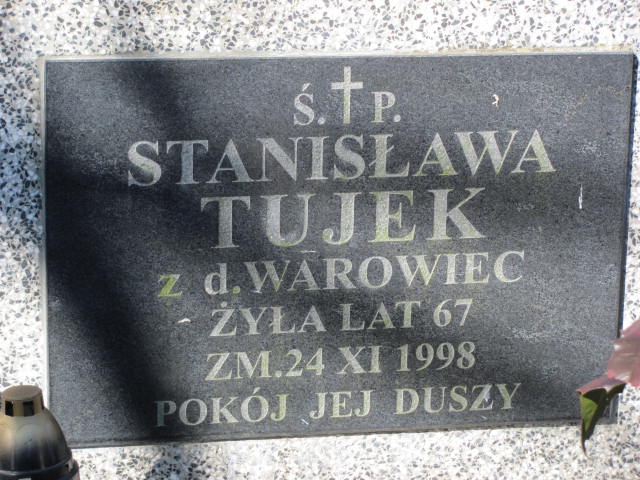 Ś. P.
STANISŁAWA
TUJEK
z d. WAROWIEC
ŻYŁA LAT 67
ZM. 24 XI 1998
POKÓJ JEJ DUSZY